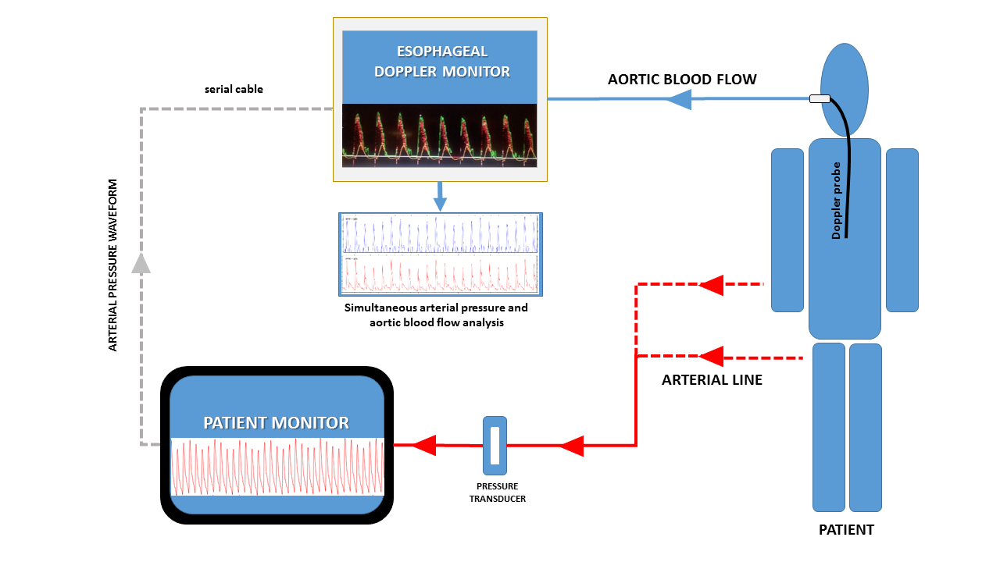 ESOPHAGEAL
DOPPLER MONITOR
AORTIC BLOOD FLOW
serial cable
Doppler probe
ARTERIAL PRESSURE WAVEFORM
Simultaneous arterial pressure and
aortic blood flow analysis
ARTERIAL LINE
PATIENT MONITOR
PRESSURE
TRANSDUCER
PATIENT